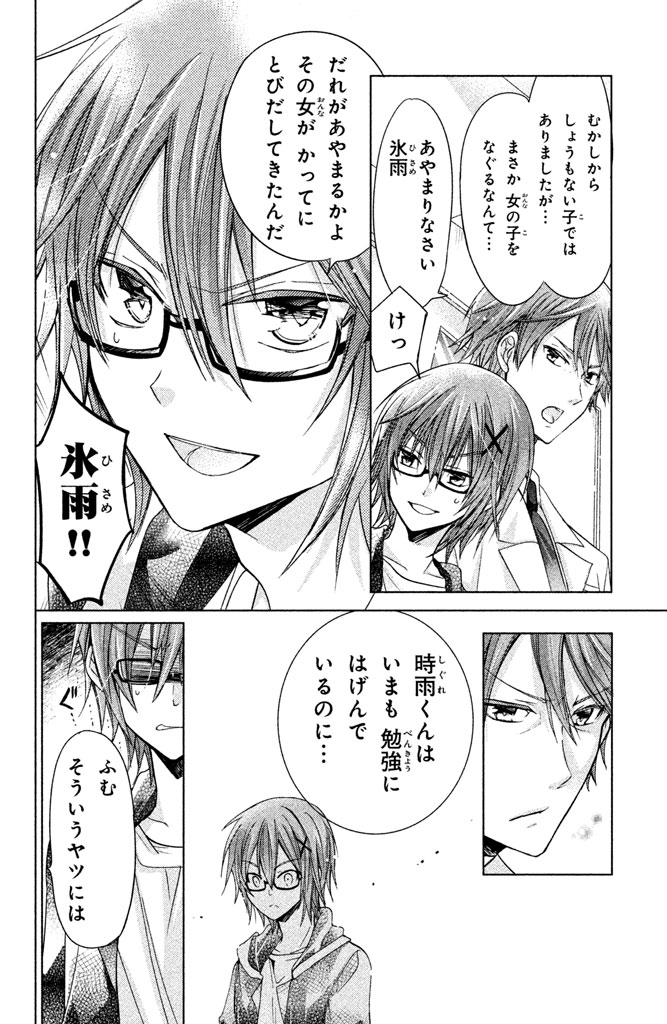 むかしから
しょうもない子では
ありましたが…
まさか 女の子を
なぐるなんて…
あやまりなさい
氷雨
けっ
だれがあやまるかよ
その女が かってに
とびだしてきたんだ
氷雨!!
時雨くんは
いまも 勉強に
はげんで
いるのに…
ぐっ
ふむ
そういうヤツには